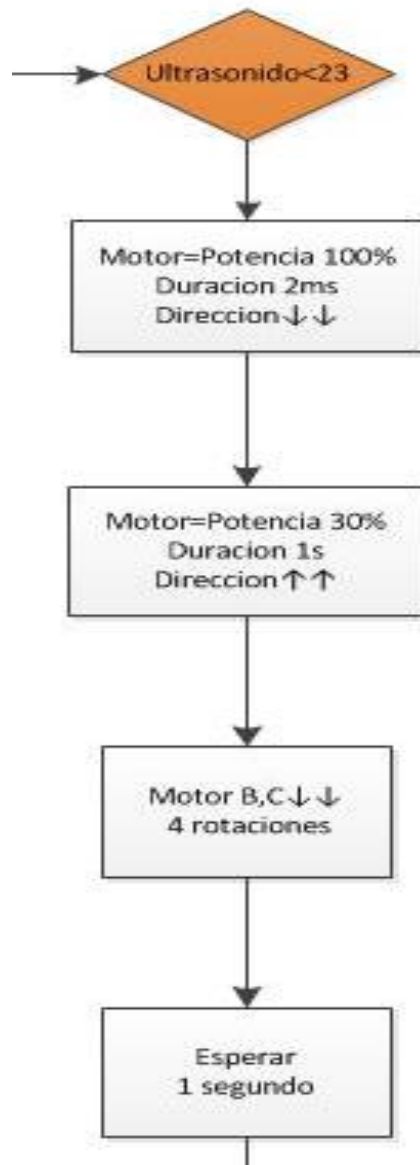 Ultrasonido<23
Motor=Potencia 100%
Duracion 2ms
Direccion↓↓
Motor=Potencia 30%
Duracion 1s
Direccion↑↑
Motor B,C↓↓
4 rotaciones
Esperar
1 segundo